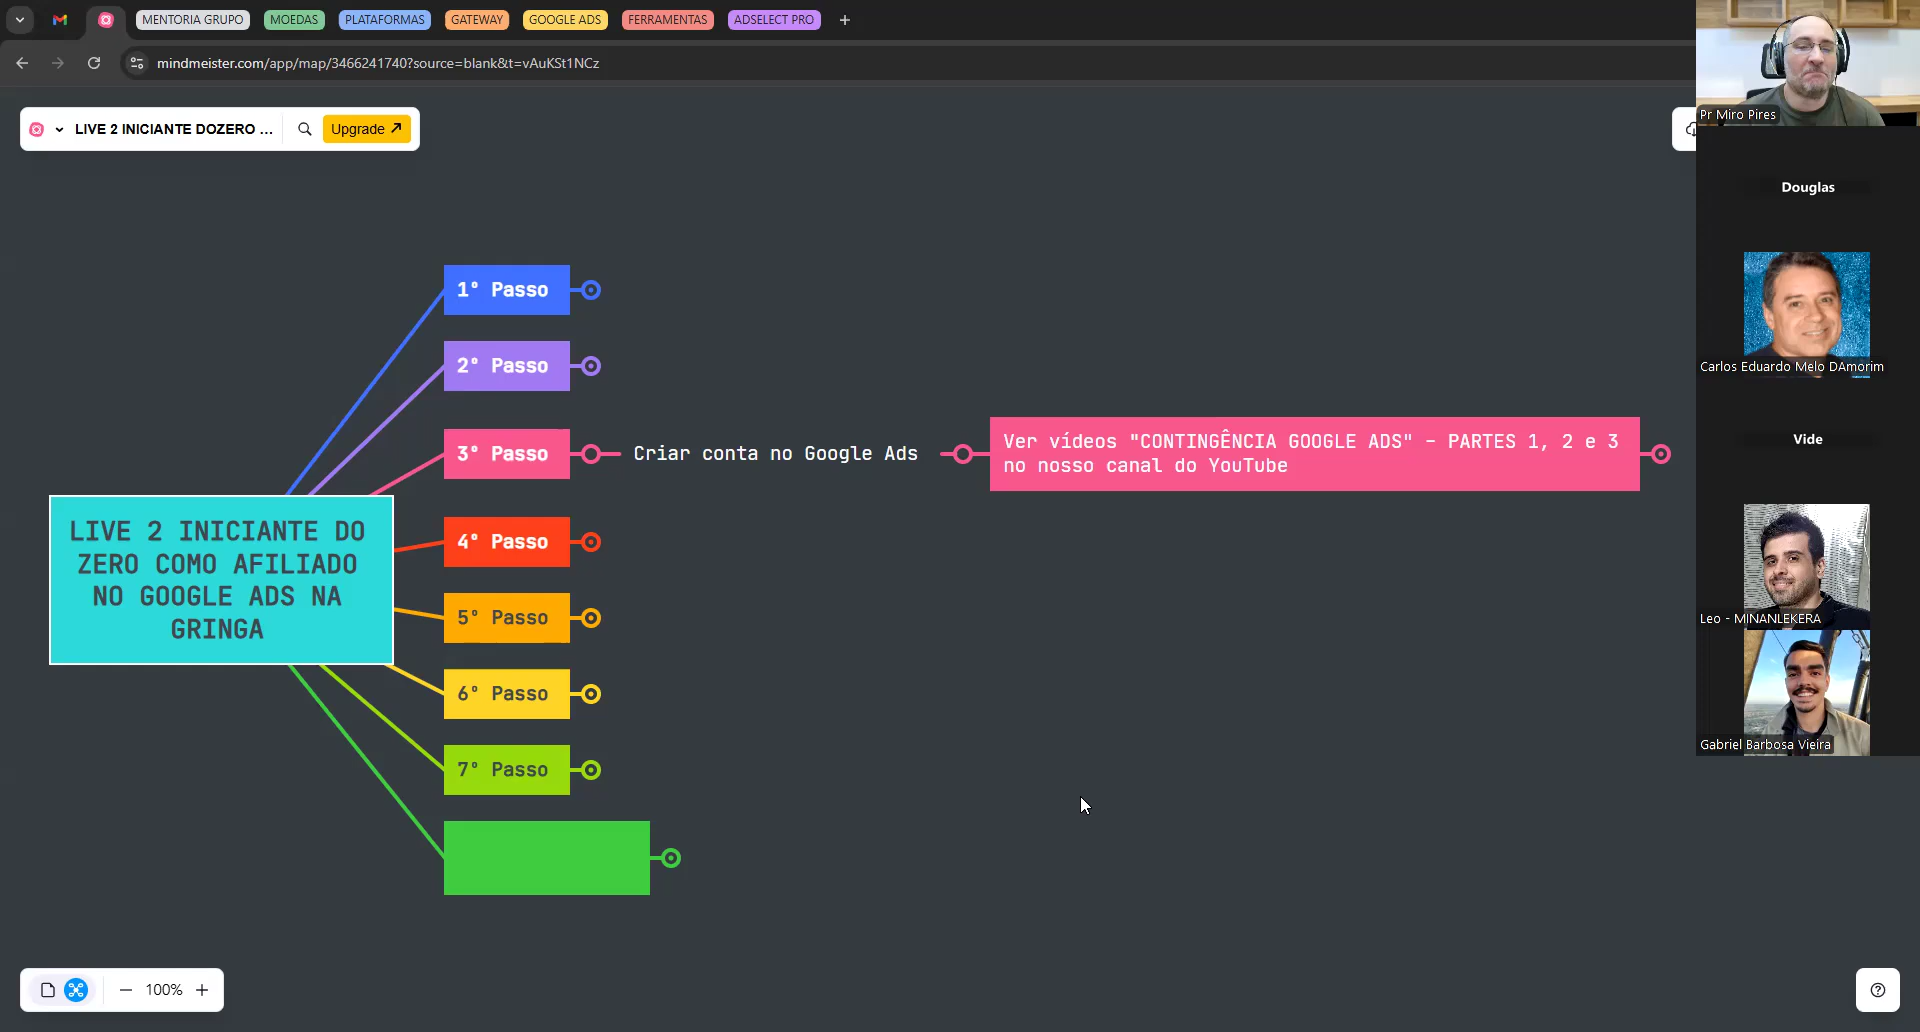 MENTORIA GRUPO
MOEDAS
PLATAFORMAS
GATEWAY
GOOGLE ADS
FERRAMENTAS
ADSELECT PRO
mindmeister.com/app/map/3466241740?source=blank&t=vAuKSt1NCz
LIVE 2 INICIANTE DOZERO ...
Upgrade
Pr Miro Pires
Douglas
Carlos Eduardo Melo DAmorim
Vide
Leo - MINANLEKERA
Gabriel Barbosa Vieira
LIVE 2 INICIANTE DO
ZERO COMO AFILIADO
NO GOOGLE ADS NA
GRINGA
1° Passo
2° Passo
3° Passo
Criar conta no Google Ads
Ver vídeos "CONTINGÊNCIA GOOGLE ADS" - PARTES 1, 2 e 3
no nosso canal do YouTube
4° Passo
5° Passo
6° Passo
7° Passo
100%